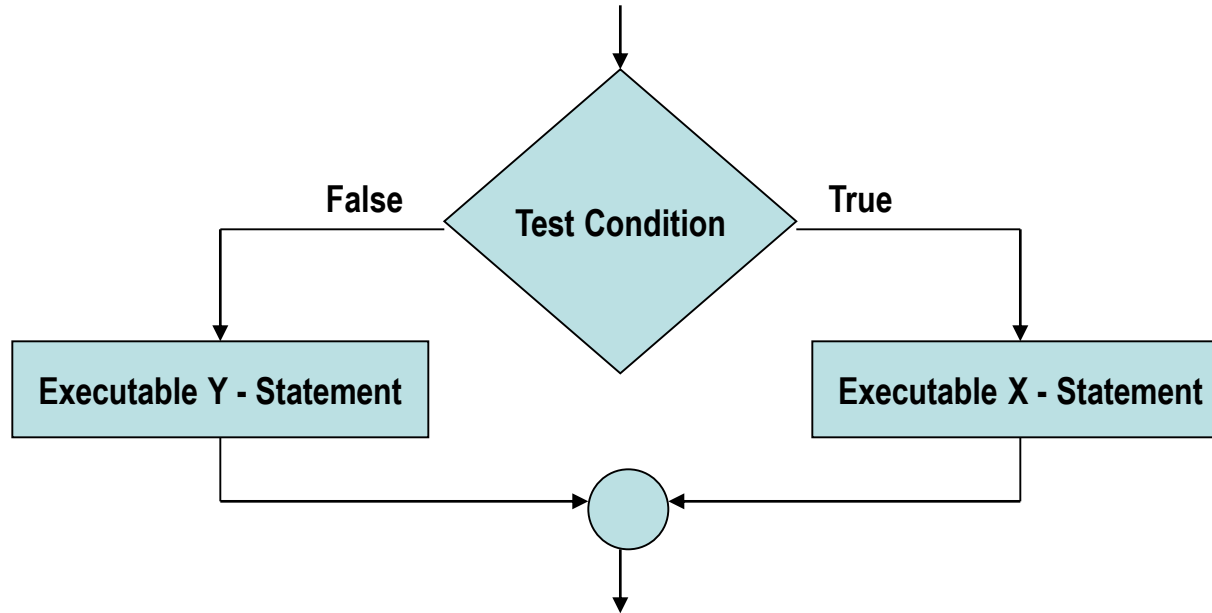 False
True
Test Condition
Executable Y - Statement
Executable X - Statement